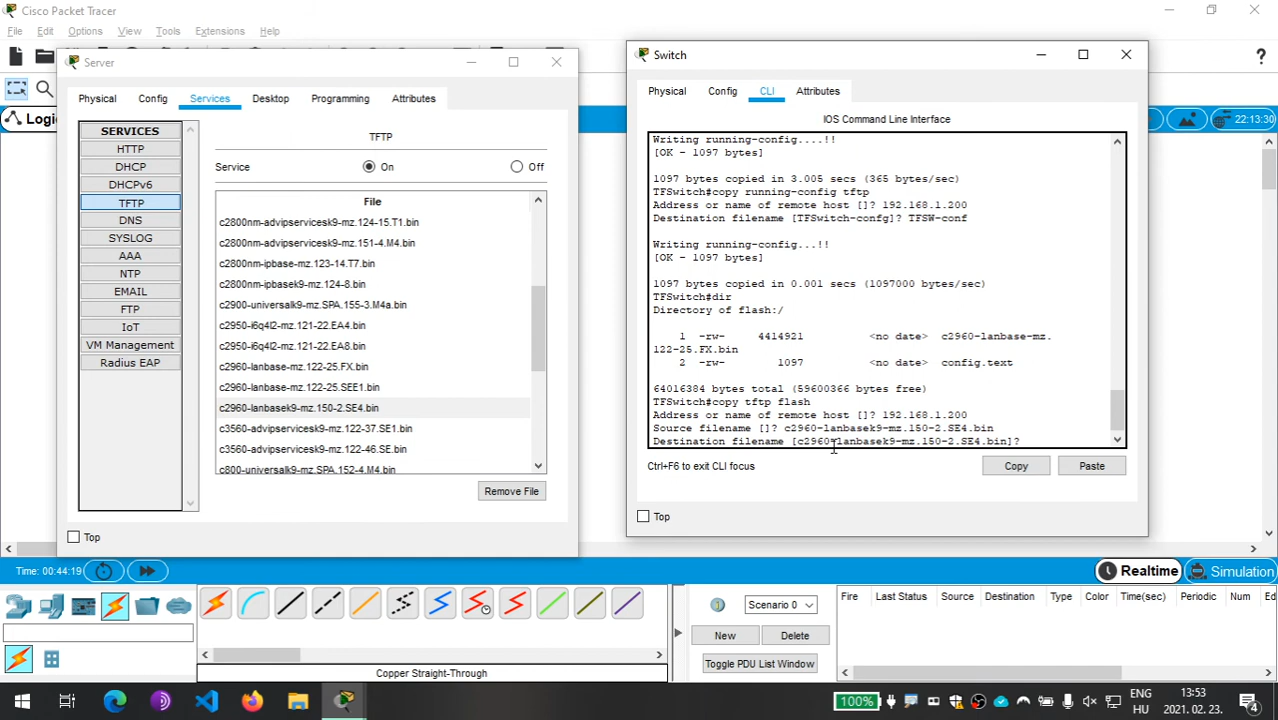 Cisco Packet Tracer
File Edit Options View Tools Extensions Help
Server
Physical Config Services Desktop Programming Attributes
SERVICES
HTTP
DHCP
DHCPv6
TFTP
DNS
SYSLOG
AAA
NTP
EMAIL
FTP
IoT
VM Management
Radius EAP
TFTP
Service On Off
File
c2800nm-advipservicesk9-mz.124-15.T1.bin
c2800nm-advipservicesk9-mz.151-4.M4.bin
c2800nm-ipbase-mz.123-14.T7.bin
c2800nm-ipbasek9-mz.124-8.bin
c2900-universalk9-mz.SPA.155-3.M4a.bin
c2950-i6q4l2-mz.121-22.EA4.bin
c2950-i6q4l2-mz.121-22.EA8.bin
c2960-lanbase-mz.122-25.FX.bin
c2960-lanbase-mz.122-25.SEE1.bin
c2960-lanbasek9-mz.150-2.SE4.bin
c3560-advipservicesk9-mz.122-37.SE1.bin
c3560-advipservicesk9-mz.122-46.SE.bin
c800-universalk9-mz.SPA.152-4.M4.bin
Remove File
Top
Switch
Physical Config CLI Attributes
IOS Command Line Interface
Writing running-config....!!
[OK - 1097 bytes]
1097 bytes copied in 3.005 secs (365 bytes/sec)
TFSwitch#copy running-config tftp
Address or name of remote host []? 192.168.1.200
Destination filename [TFSwitch-confg]? TFSW-conf
Writing running-config...!!
[OK - 1097 bytes]
1097 bytes copied in 0.001 secs (1097000 bytes/sec)
TFSwitch#dir
Directory of flash:/
1 -rw- 4414921 <no date> c2960-lanbase-mz.
122-25.FX.bin
2 -rw- 1097 <no date> config.text
64016384 bytes total (59600366 bytes free)
TFSwitch#copy tftp flash
Address or name of remote host []? 192.168.1.200
Source filename []? c2960-lanbasek9-mz.150-2.SE4.bin
Destination filename [c2960-lanbasek9-mz.150-2.SE4.bin]?
Ctrl+F6 to exit CLI focus
Copy Paste
Top
Logi
22:13:30
Time: 00:44:19
Realtime Simulation
Scenario 0
New Delete
Toggle PDU List Window
Fire Last Status Source Destination Type Color Time(sec) Periodic Num Ed
Copper Straight-Through
100%
ENG
HU
13:53
2021. 02. 23.
4